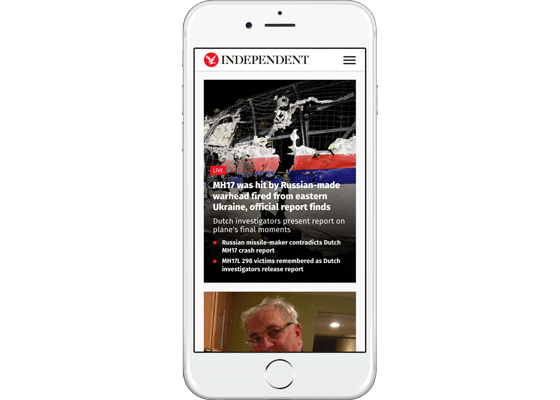 INDEPENDENT
LIVE
MH17 was hit by Russian-made
warhead fired from eastern
Ukraine, official report finds
Dutch investigators present report on
plane's final moments
Russian missile-maker contradicts Dutch
MH17 crash report
MH17L 298 victims remembered as Dutch
investigators release report